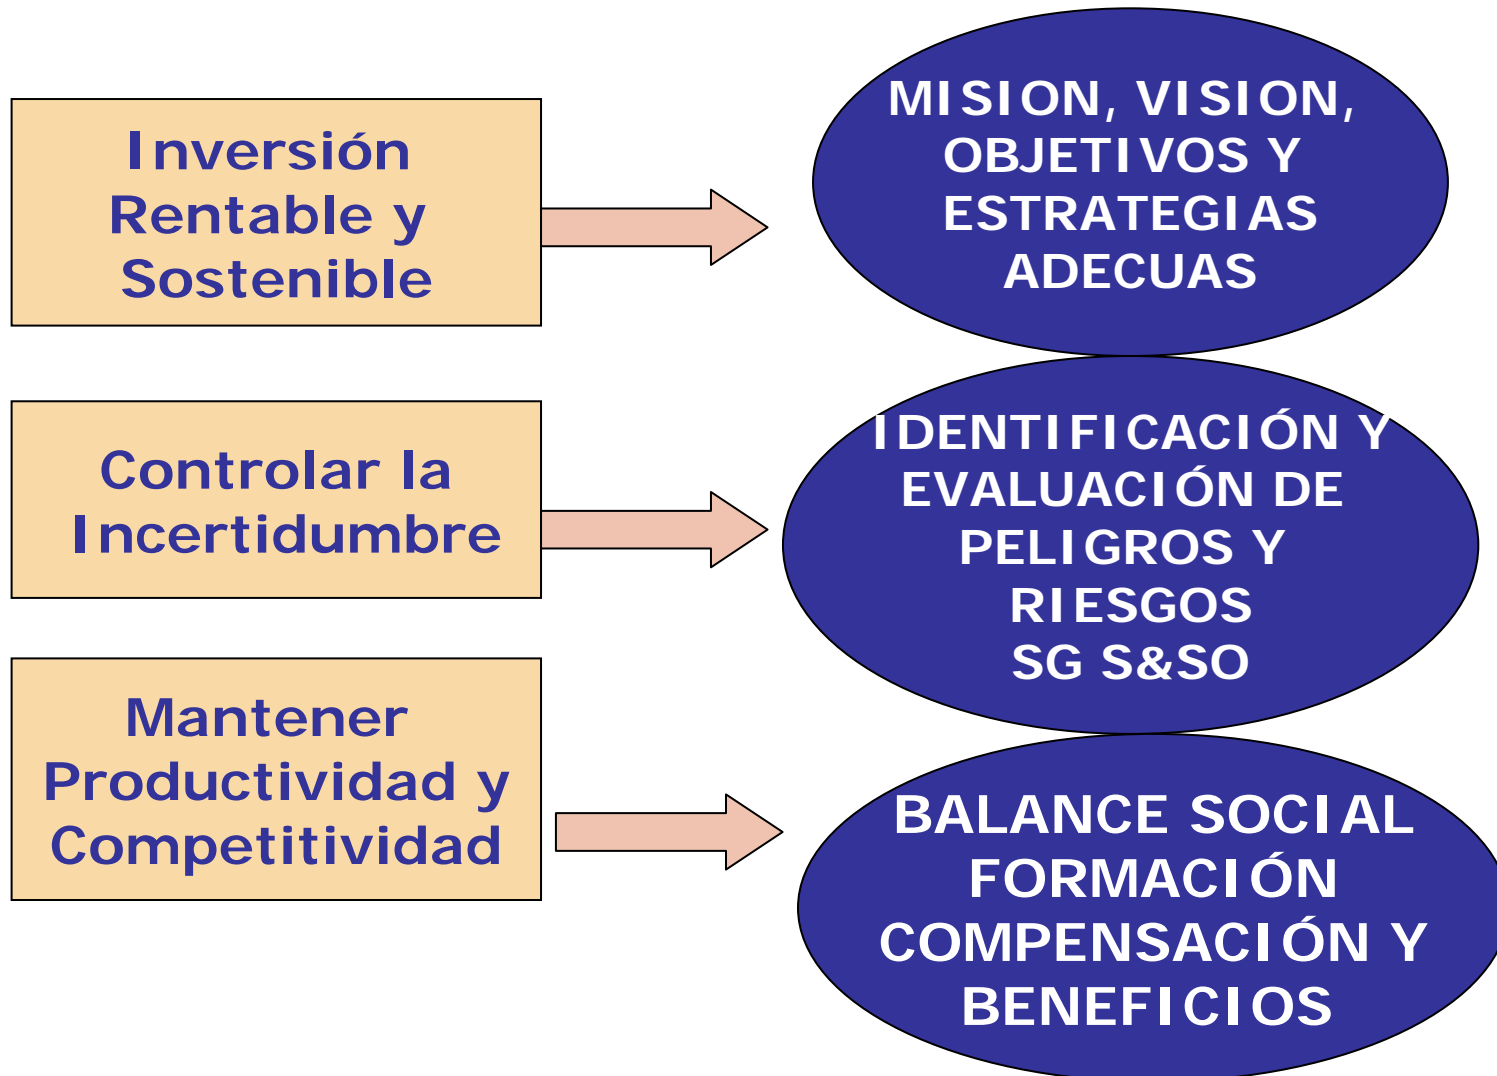 Inversión
Rentable y
Sostenible
MISION, VISION,
OBJETIVOS Y
ESTRATEGIAS
ADECUAS
Controlar la
Incertidumbre
IDENTIFICACIÓN Y
EVALUACIÓN DE
PELIGROS Y
RIESGOS
SG S&SO
Mantener
Productividad y
Competitividad
BALANCE SOCIAL
FORMACIÓN
COMPENSACIÓN Y
BENEFICIOS